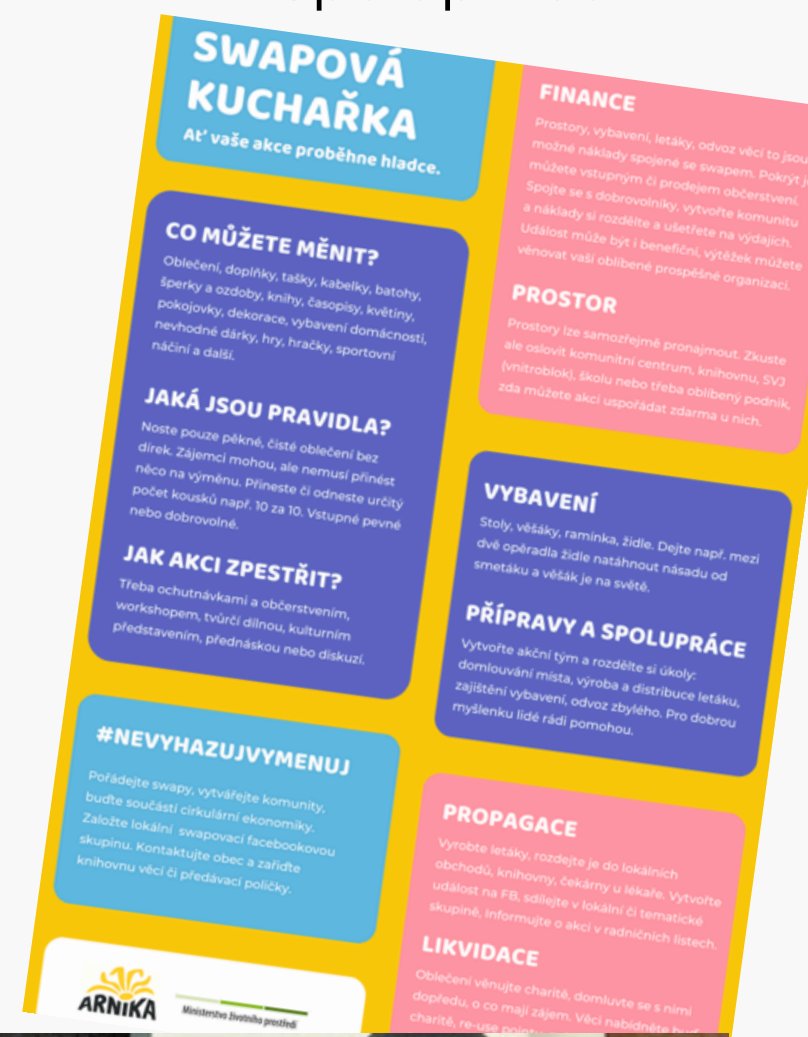 SWAPOVÁ
KUCHAŘKA
Ať vaše akce proběhne hladce.
CO MŮŽETE MĚNIT?
Oblečení, doplňky, tašky, kabelky, batohy,
šperky a ozdoby, knihy, časopisy, květiny,
pokojovky, dekorace, vybavení domácnosti,
nevhodné dárky, hry, hračky, sportovní
náčiní a další.
JAKÁ JSOU PRAVIDLA?
Noste pouze pěkné, čisté oblečení bez
dírek. Zájemci mohou, ale nemusí přinést
něco na výměnu. Přineste či odneste určitý
počet kousků např. 10 za 10. Vstupné pevné
nebo dobrovolné.
JAK AKCI ZPESTŘIT?
Třeba ochutnávkami a občerstvením,
workshopem, tvůrčí dílnou, kulturním
představením, přednáškou nebo diskuzí.
#NEVYHAZUJVYMENUJ
Pořádejte swapy, vytvářejte komunity,
buďte součástí cirkulární ekonomiky.
Založte lokální swapovací facebookovou
skupinu. Kontaktujte obec a zařiďte
knihovnu věcí či předávací poličky.
ARNIKA
Ministerstvo životního prostředí
FINANCE
Prostory, vybavení, letáky, odvoz věcí to jsou
možné náklady spojené se swapem. Pokrýt j
můžete vstupným či prodejem občerstvení.
Spojte se s dobrovolníky, vytvořte komunitu
a náklady si rozdělte a ušetřete na výdajích.
Událost může být i benefiční, výtěžek můžete
věnovat vaší oblíbené prospěšné organizaci.
PROSTOR
Prostory lze samozřejmě pronajmout. Zkuste
ale oslovit komunitní centrum, knihovnu, SVJ
(vnitroblok), školu nebo třeba oblíbený podnik,
zda můžete akci uspořádat zdarma u nich.
VYBAVENÍ
Stoly, věšáky, ramínka, židle. Dejte např. mezi
dvě opěradla židle natáhnout násadu od
smetáku a věšák je na světě.
PŘÍPRAVY A SPOLUPRÁCE
Vytvořte akční tým a rozdělte si úkoly:
domlouvání místa, výroba a distribuce letáku,
zajištění vybavení, odvoz zbylého. Pro dobrou
myšlenku lidé rádi pomohou.
PROPAGACE
Vyrobte letáky, rozdejte je do lokálních
obchodů, knihovny, čekárny u lékaře. Vytvořte
událost na FB, sdílejte v lokální či tematické
skupině, Informujte o akci v radničních listech.
LIKVIDACE
Oblečení věnujte charitě, domluvte se s nimi
dopředu, o co mají zájem. Věci nabídněte buď
charitě, re-use